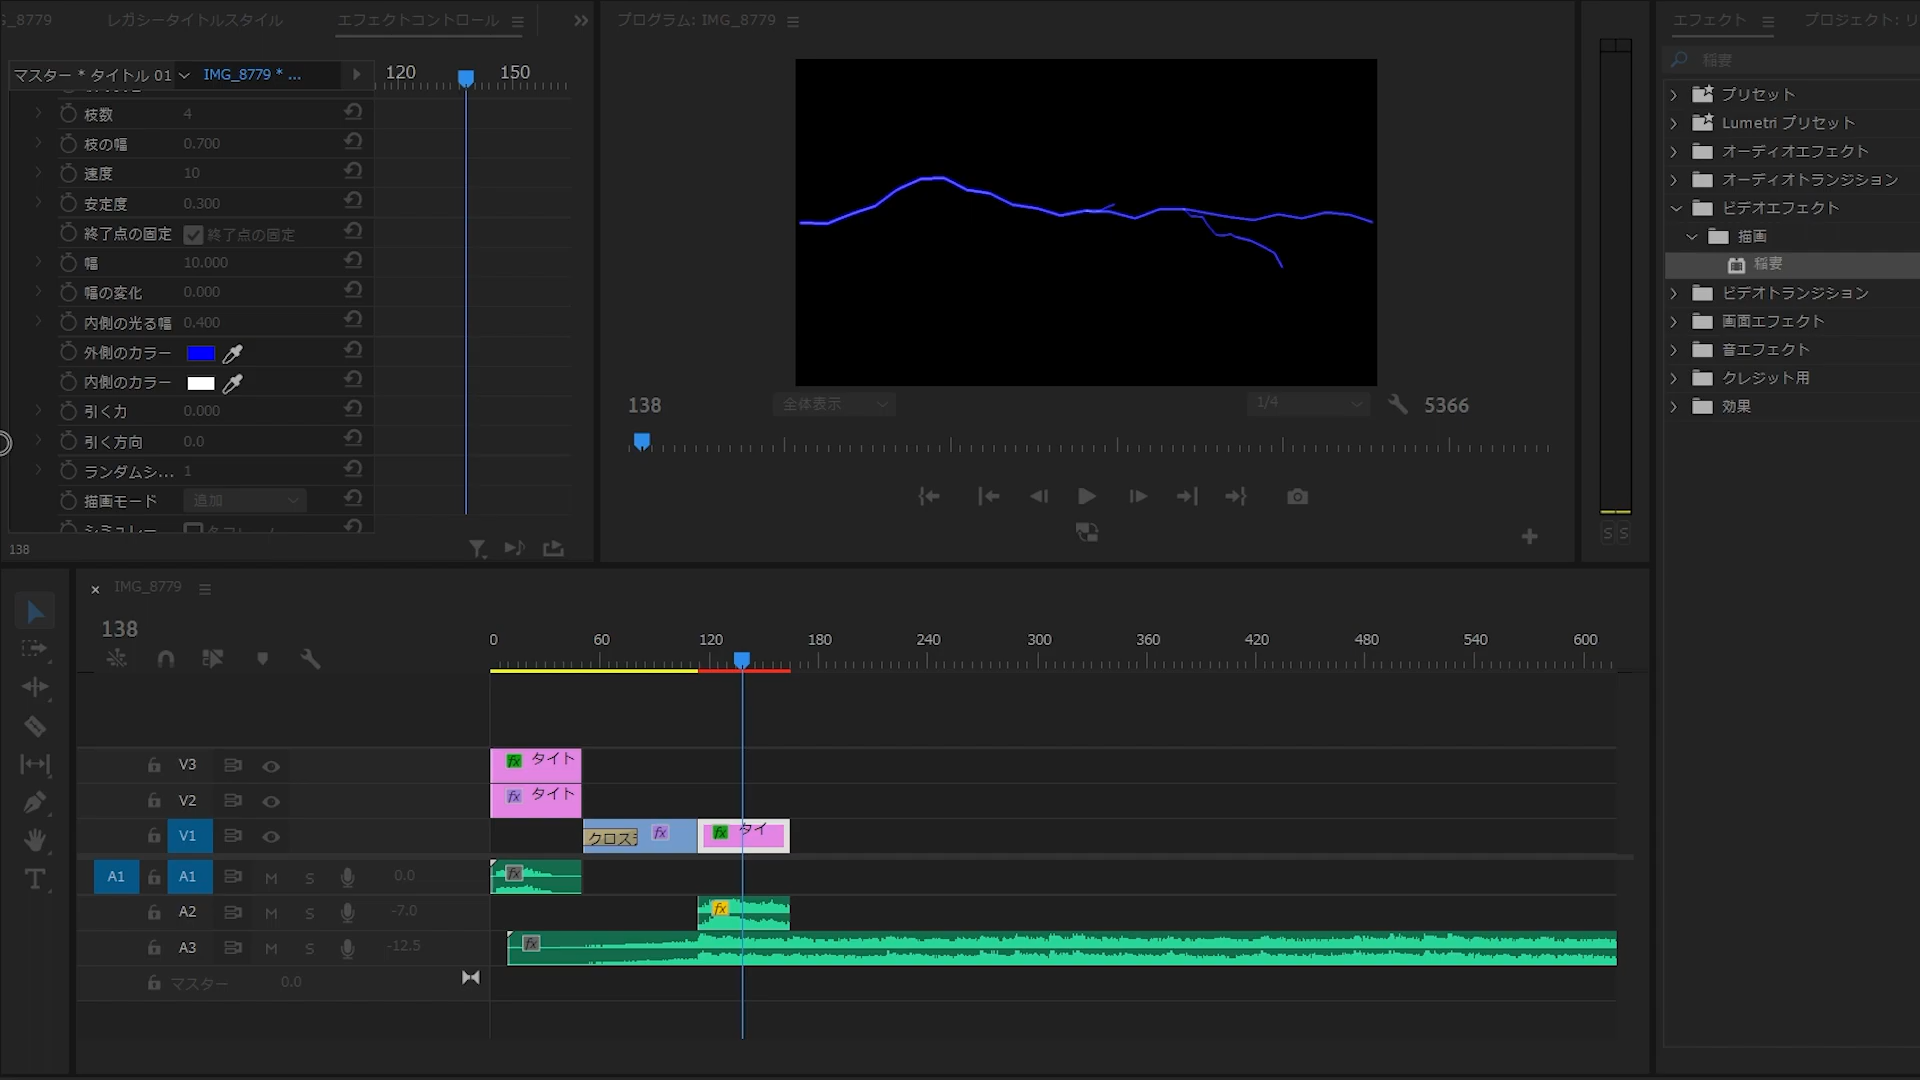 _8779 レガシータイトルスタイル エフェクトコントロール
マスター * タイトル 01 IMG_8779 * ... 120 150
枝数 4
枝の幅 0.700
速度 10
安定度 0.300
終了点の固定 終了点の固定
幅 10.000
幅の変化 0.000
内側の光る幅 0.400
外側のカラー
内側のカラー
引く力 0.000
引く方向 0.0
ランダムシ... 1
描画モード 追加
138
プログラム: IMG_8779
138 全体表示 1/4 5366
S S
エフェクト プロジェクト: リ
稲妻
プリセット
Lumetri プリセット
オーディオエフェクト
オーディオトランジション
ビデオエフェクト
描画
稲妻
ビデオトランジション
画面エフェクト
音エフェクト
クレジット用
効果
× IMG_8779
138
0 60 120 180 240 300 360 420 480 540 600
V3 fx タイト
V2 fx タイト
V1 クロス fx fx タイ
A1 A1 M S 0.0 fx
A2 M S -7.0 fx
A3 M S -12.5 fx
マスター 0.0